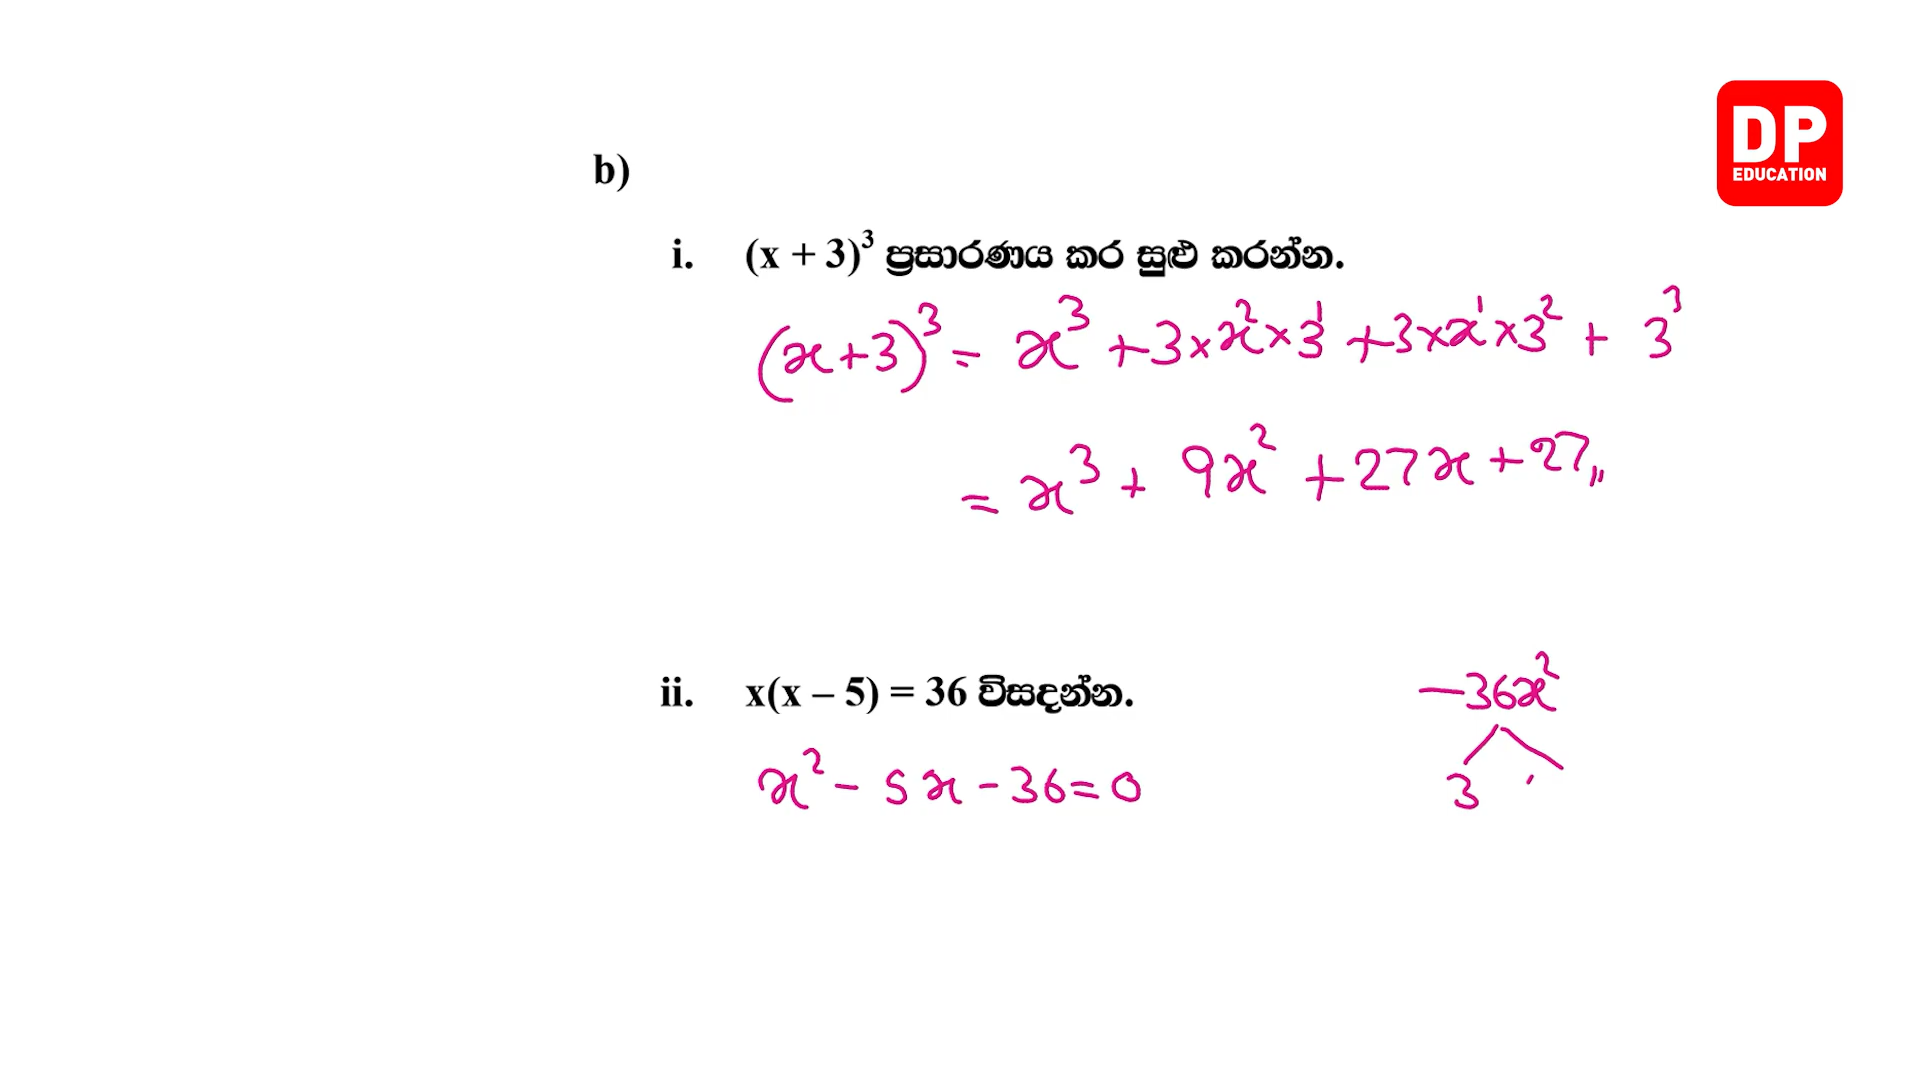 DP
EDUCATION
b)
i. (x + 3)³ ප්‍රසාරණය කර සුළු කරන්න.
(x+3)³ = x³ + 3×x²×3¹ + 3×x¹×3² + 3³
= x³ + 9x² + 27x + 27,,
ii. x(x – 5) = 36 විසදන්න.
-36x²
x² - 5x - 36 = 0
3